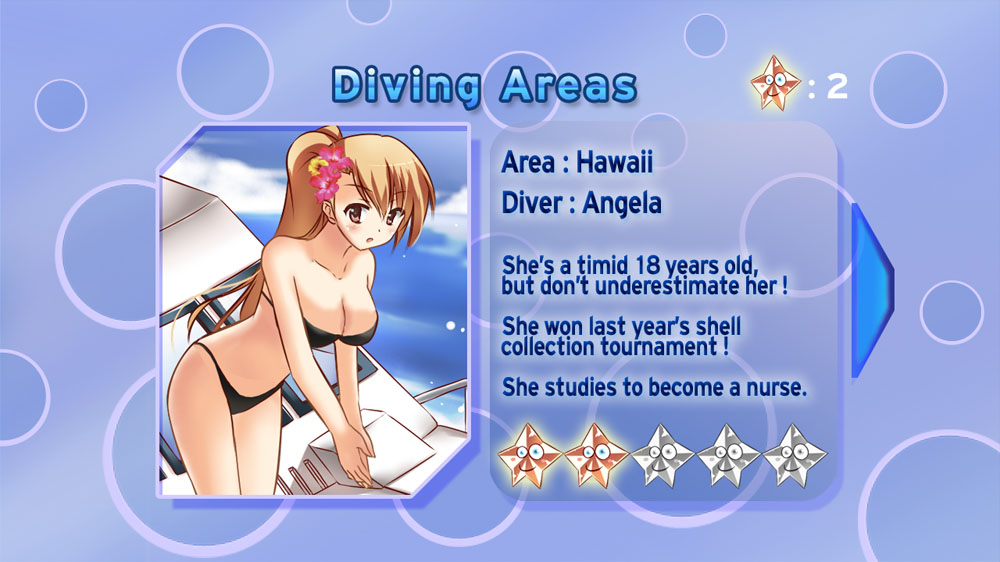 Diving Areas
: 2
Area : Hawaii
Diver : Angela
She's a timid 18 years old,
but don't underestimate her !
She won last year's shell
collection tournament !
She studies to become a nurse.